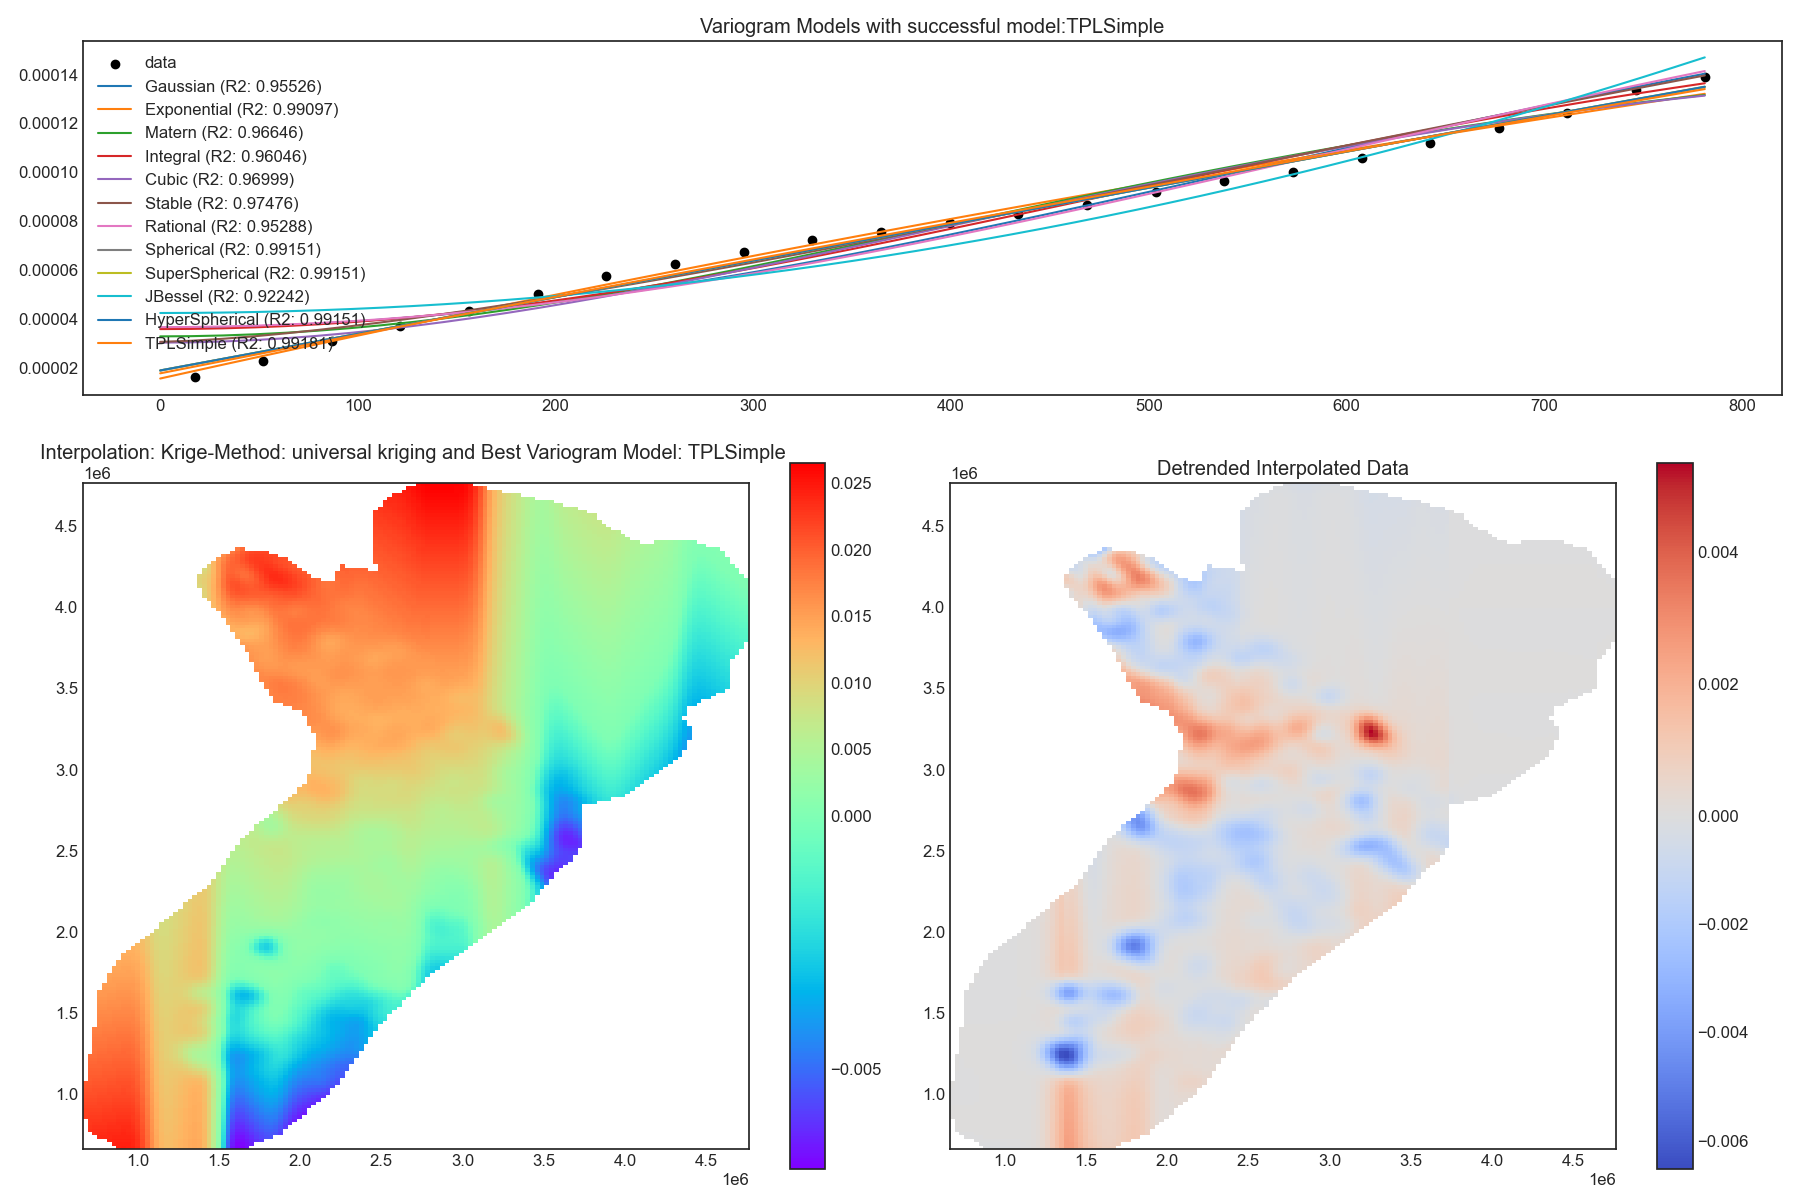 Variogram Models with successful model:TPLSimple
0.00014
0.00012
0.00010
0.00008
0.00006
0.00004
0.00002
data
Gaussian (R2: 0.95526)
Exponential (R2: 0.99097)
Matern (R2: 0.96646)
Integral (R2: 0.96046)
Cubic (R2: 0.96999)
Stable (R2: 0.97476)
Rational (R2: 0.95288)
Spherical (R2: 0.99151)
SuperSpherical (R2: 0.99151)
JBessel (R2: 0.92242)
HyperSpherical (R2: 0.99151)
TPLSimple (R2: 0.99181)
0 100 200 300 400 500 600 700 800
Interpolation: Krige-Method: universal kriging and Best Variogram Model: TPLSimple
1e6
4.5
4.0
3.5
3.0
2.5
2.0
1.5
1.0
1.0 1.5 2.0 2.5 3.0 3.5 4.0 4.5
1e6
0.025
0.020
0.015
0.010
0.005
0.000
−0.005
Detrended Interpolated Data
1e6
4.5
4.0
3.5
3.0
2.5
2.0
1.5
1.0
1.0 1.5 2.0 2.5 3.0 3.5 4.0 4.5
1e6
0.004
0.002
0.000
−0.002
−0.004
−0.006